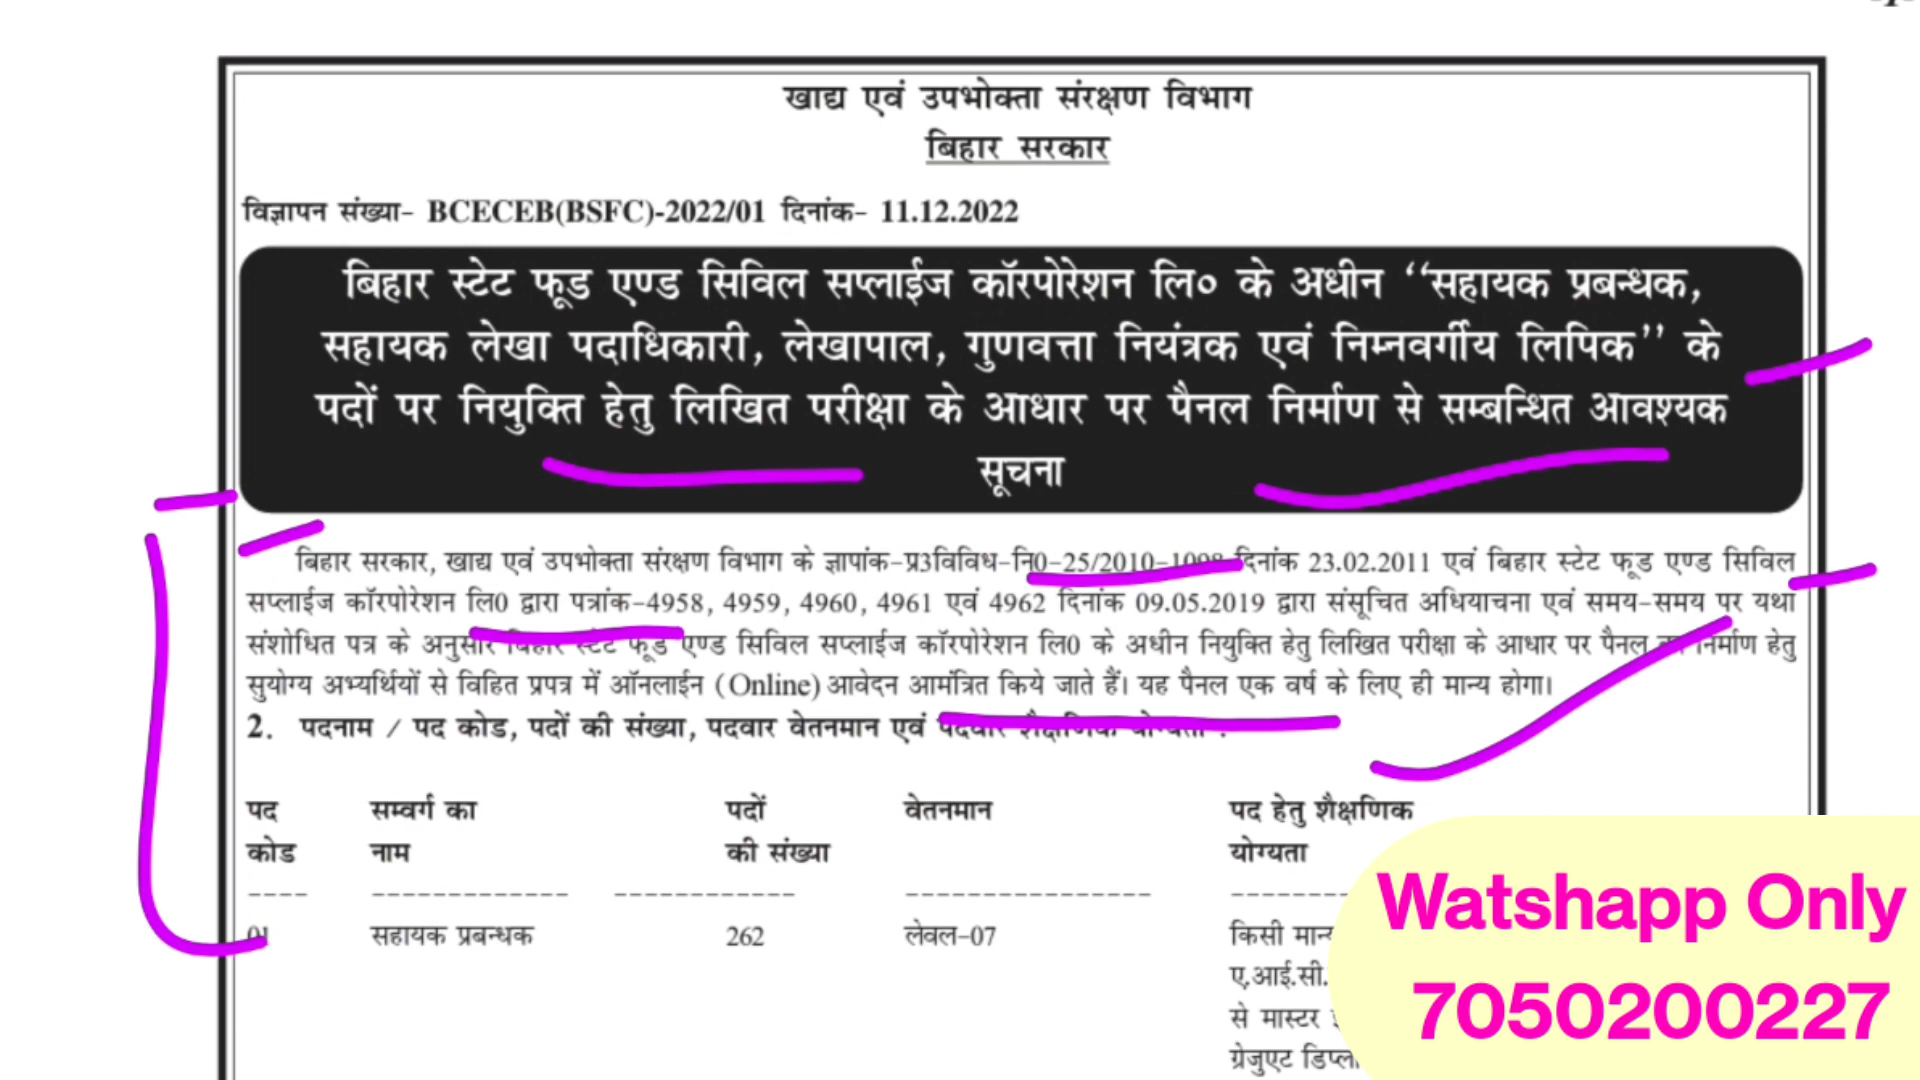 खाद्य एवं उपभोक्ता संरक्षण विभाग
बिहार सरकार
विज्ञापन संख्या- BCECEB(BSFC)-2022/01 दिनांक- 11.12.2022
बिहार स्टेट फूड एण्ड सिविल सप्लाईज कॉरपोरेशन लि० के अधीन ‘‘सहायक प्रबन्धक,
सहायक लेखा पदाधिकारी, लेखापाल, गुणवत्ता नियंत्रक एवं निम्नवर्गीय लिपिक’’ के
पदों पर नियुक्ति हेतु लिखित परीक्षा के आधार पर पैनल निर्माण से सम्बन्धित आवश्यक
सूचना
बिहार सरकार, खाद्य एवं उपभोक्ता संरक्षण विभाग के ज्ञापांक-प्र3विविध-नि0-25/2010-1098 दिनांक 23.02.2011 एवं बिहार स्टेट फूड एण्ड सिविल
सप्लाईज कॉरपोरेशन लि0 द्वारा पत्रांक-4958, 4959, 4960, 4961 एवं 4962 दिनांक 09.05.2019 द्वारा संसूचित अधियाचना एवं समय-समय पर यथा
संशोधित पत्र के अनुसार बिहार स्टेट फूड एण्ड सिविल सप्लाईज कॉरपोरेशन लि0 के अधीन नियुक्ति हेतु लिखित परीक्षा के आधार पर पैनल निर्माण हेतु
सुयोग्य अभ्यर्थियों से विहित प्रपत्र में ऑनलाईन (Online) आवेदन आमंत्रित किये जाते हैं। यह पैनल एक वर्ष के लिए ही मान्य होगा।
2. पदनाम / पद कोड, पदों की संख्या, पदवार वेतनमान एवं पदवार शैक्षणिक योग्यता :
पद सम्वर्ग का पदों वेतनमान पद हेतु शैक्षणिक
कोड नाम की संख्या योग्यता
01 सहायक प्रबन्धक 262 लेवल-07 किसी
ए.आई.सी.
से मास्टर
ग्रेजुएट
Watshapp Only
7050200227